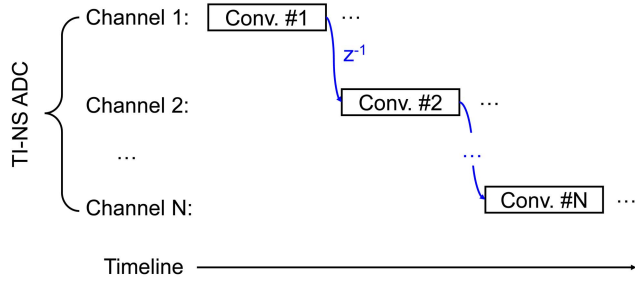 TI-NS ADC
Channel 1: Conv. #1 ...
z⁻¹
Channel 2: Conv. #2 ...
... ...
Channel N: Conv. #N ...
Timeline